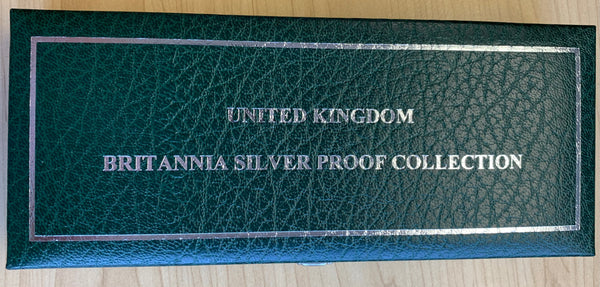 UNITED KINGDOM
BRITANNIA SILVER PROOF COLLECTION